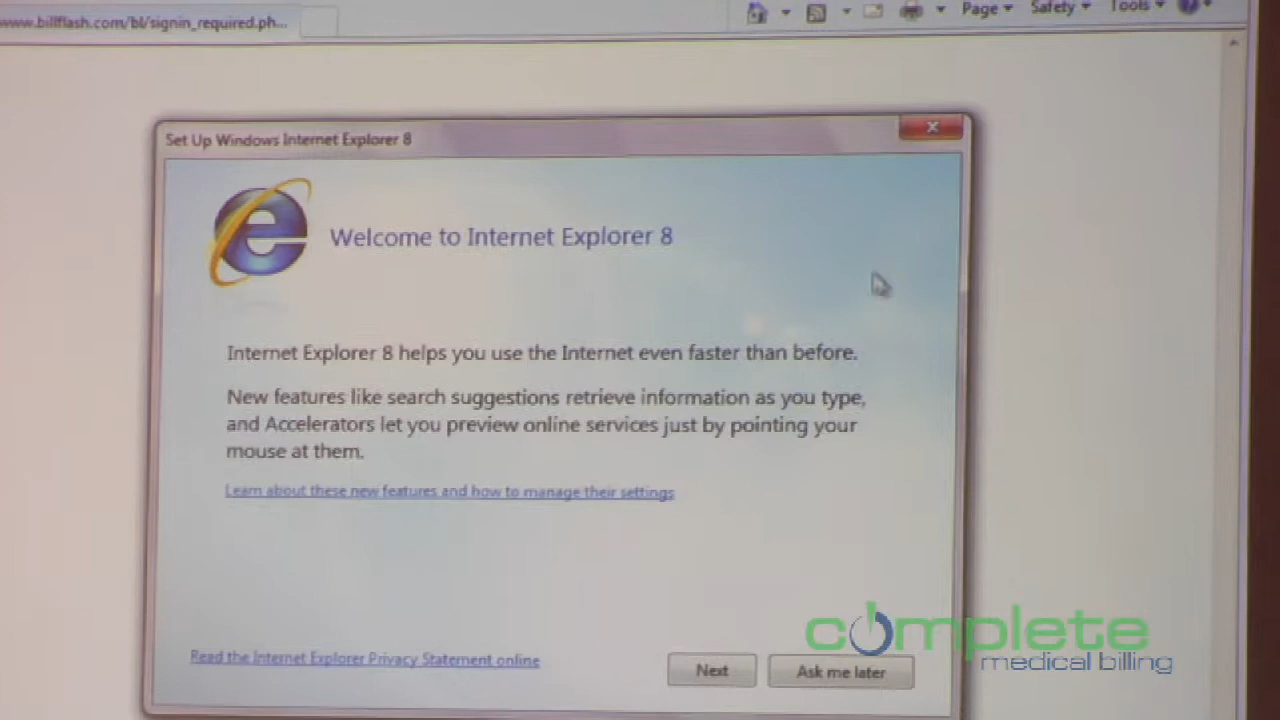 www.billflash.com/bl/signin_required.ph...
Page
Safety
Tools
Set Up Windows Internet Explorer 8
Welcome to Internet Explorer 8
Internet Explorer 8 helps you use the Internet even faster than before.
New features like search suggestions retrieve information as you type,
and Accelerators let you preview online services just by pointing your
mouse at them.
Learn about these new features and how to manage their settings
Read the Internet Explorer Privacy Statement online
Next
Ask me later
complete
medical billing